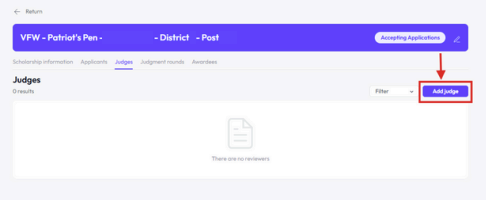 ← Return
VFW - Patriot's Pen - - District - Post
Accepting Applications
Scholarship information Applicants Judges Judgment rounds Awardees
Judges
0 results
Filter
Add judge
There are no reviewers